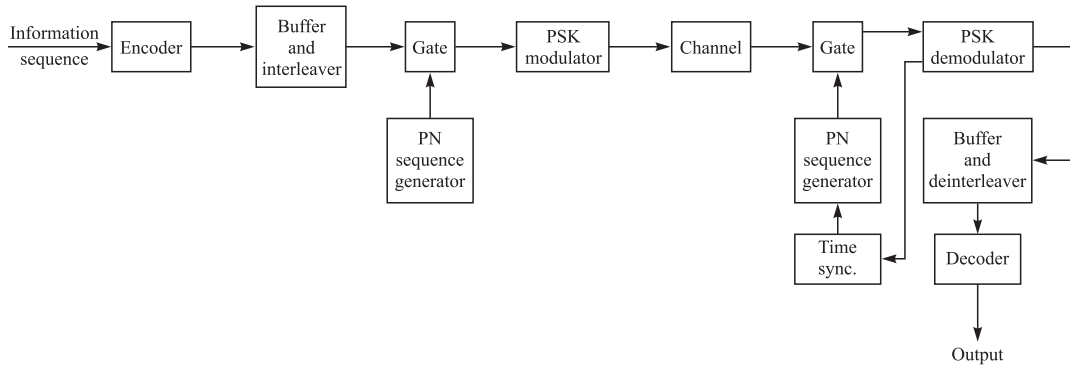 Information
sequence
Encoder
Buffer
and
interleaver
Gate
PSK
modulator
Channel
Gate
PSK
demodulator
PN
sequence
generator
PN
sequence
generator
Buffer
and
deinterleaver
Time
sync.
Decoder
Output